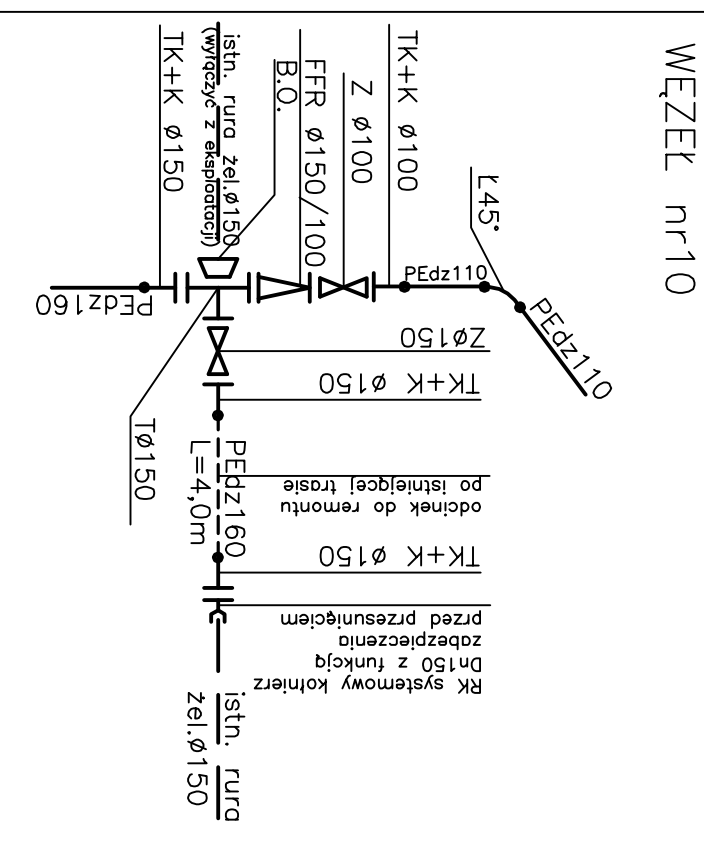 WĘZEŁ nr10
TK+K ø150
istn. rura żel.ø150
(wyłączyć z eksploatacji)
B.O.
FFR ø150/100
Z ø100
TK+K ø100
Ł45°
PEdz110
PEdz110
PEdz160
Tø150
Zø150
TK+K ø150
PEdz160
L=4,0m
odcinek do remontu
po istniejącej trasie
TK+K ø150
RK systemowy kołnierz
Dn150 z funkcją
zabezpieczenia
przed przesunięciem
istn. rura
żel.ø150